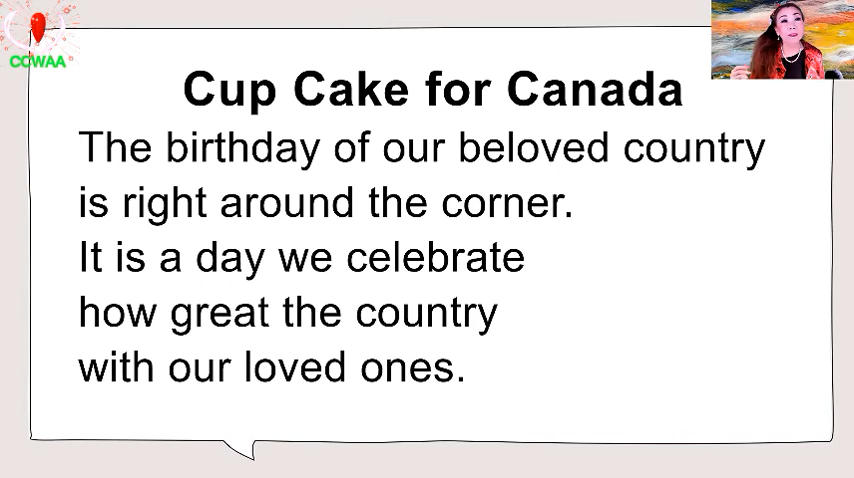 CCWAA
Cup Cake for Canada
The birthday of our beloved country
is right around the corner.
It is a day we celebrate
how great the country
with our loved ones.